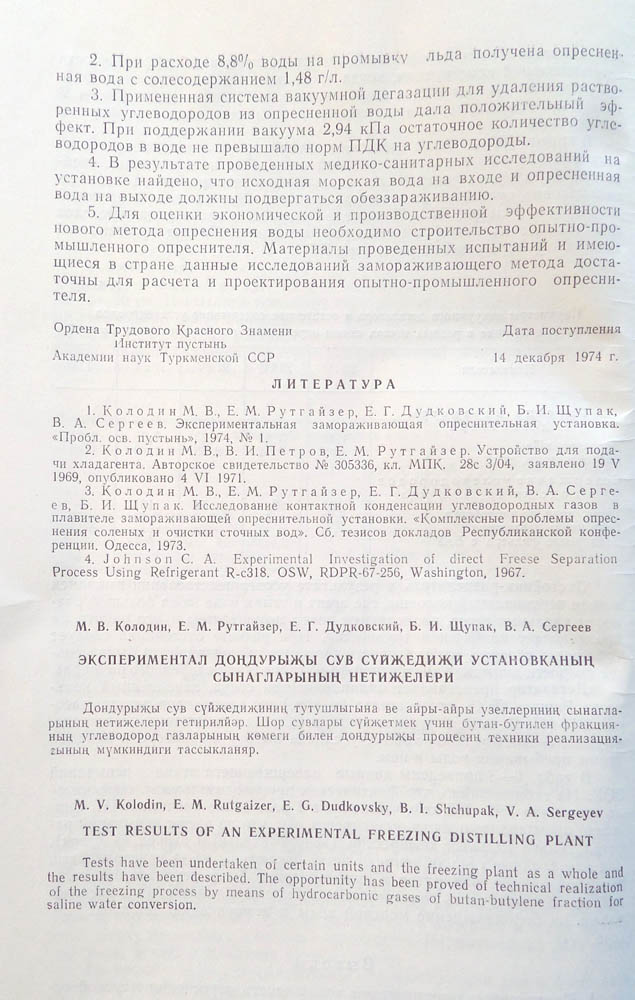 2. При расходе 8,8% воды на промывку льда получена опреснен-
ная вода с солесодержанием 1,48 г/л.
3. Примененная система вакуумной дегазации для удаления раство-
ренных углеводородов из опресненной воды дала положительный эф-
фект. При поддержании вакуума 2,94 кПа остаточное количество угле-
водородов в воде не превышало норм ПДК на углеводороды.
4. В результате проведенных медико-санитарных исследований на
установке найдено, что исходная морская вода на входе и опресненная
вода на выходе должны подвергаться обеззараживанию.
5. Для оценки экономической и производственной эффективности
нового метода опреснения воды необходимо строительство опытно-про-
мышленного опреснителя. Материалы проведенных испытаний и имею-
щиеся в стране данные исследований замораживающего метода доста-
точны для расчета и проектирования опытно-промышленного опресни-
теля.
Ордена Трудового Красного Знамени
Институт пустынь
Академии наук Туркменской ССР
Дата поступления
14 декабря 1974 г.
ЛИТЕРАТУРА
1. Колодин М. В., Е. М. Рутгайзер, Е. Г. Дудковский, Б. И. Щупак,
В. А. Сергеев. Экспериментальная замораживающая опреснительная установка.
«Пробл. осв. пустынь», 1974, № 1.
2. Колодин М. В., В. И. Петров, Е. М. Рутгайзер. Устройство для пода-
чи хладагента. Авторское свидетельство № 305336, кл. МПК. 28с 3/04, заявлено 19 V
1969, опубликовано 4 VI 1971.
3. Колодин М. В., Е. М. Рутгайзер, Е. Г. Дудковский, В. А. Серге-
ев, Б. И. Щупак. Исследование контактной конденсации углеводородных газов в
плавителе замораживающей опреснительной установки. «Комплексные проблемы опрес-
нения соленых и очистки сточных вод». Сб. тезисов докладов Республиканской конфе-
ренции. Одесса, 1973.
4. Johnson C. A. Experimental Investigation of direct Freese Separation
Process Using Refrigerant R-c318. OSW, RDPR-67-256, Washington, 1967.
М. В. Колодин, Е. М. Рутгайзер, Е. Г. Дудковский, Б. И. Щупак, В. А. Сергеев
ЭКСПЕРИМЕНТАЛ ДОҢДУРЫҖЫ СУВ СҮЙҖЕДИҖИ УСТАНОВКАНЫҢ
СЫНАГЛАРЫНЫҢ НЕТИҖЕЛЕРИ
Доңдурыҗы сув сүйҗедиҗиниң тутушлыгына ве айры-айры узеллериниң сынагла-
рының нетиҗелери гетирилйәр. Шор сувлары сүйҗетмек үчин бутан-бутилен фракция-
ның углеводород газларының көмеги билен доңдурыҗы процесиң техники реализация-
гының мүмкиндиги тассыкланяр.
M. V. Kolodin, E. M. Rutgaizer, E. G. Dudkovsky, B. I. Shchupak, V. A. Sergeyev
TEST RESULTS OF AN EXPERIMENTAL FREEZING DISTILLING PLANT
Tests have been undertaken of certain units and the freezing plant as a whole and
the results have been described. The opportunity has been proved of technical realization
of the freezing process by means of hydrocarbonic gases of butan-butylene fraction for
saline water conversion.